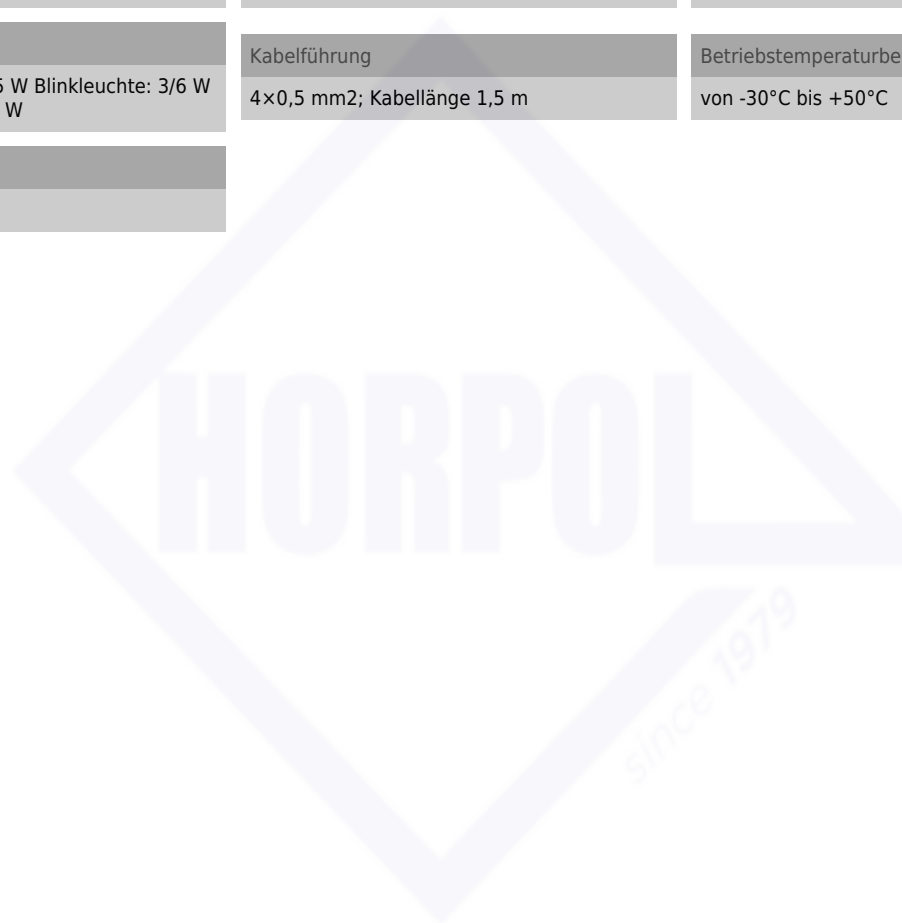 Kabelführung
Betriebstemperaturbe
W Blinkleuchte: 3/6 W
W
4×0,5 mm2; Kabellänge 1,5 m
von -30°C bis +50°C
HORPOL
since 1979